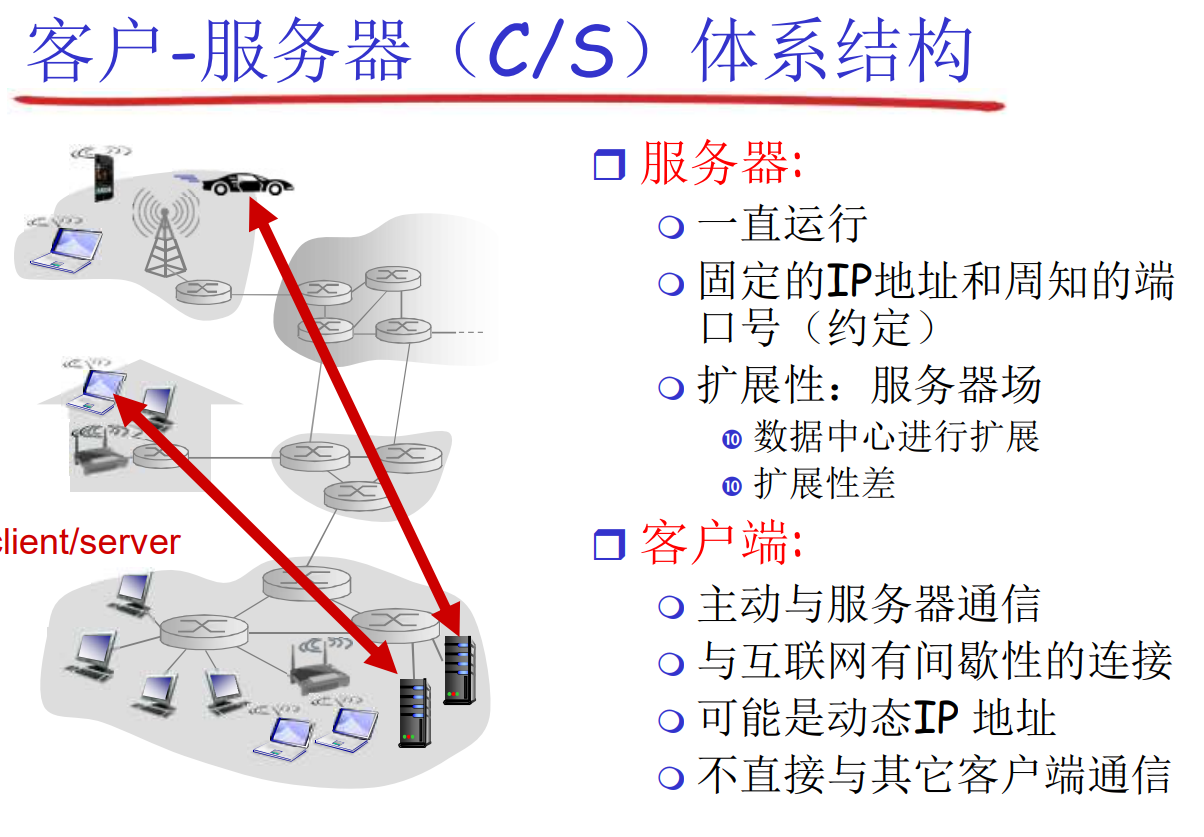 客户-服务器（C/S）体系结构
服务器:
一直运行
固定的IP地址和周知的端
口号（约定）
扩展性：服务器场
⓾ 数据中心进行扩展
⓾ 扩展性差
client/server
客户端:
主动与服务器通信
与互联网有间歇性的连接
可能是动态IP 地址
不直接与其它客户端通信